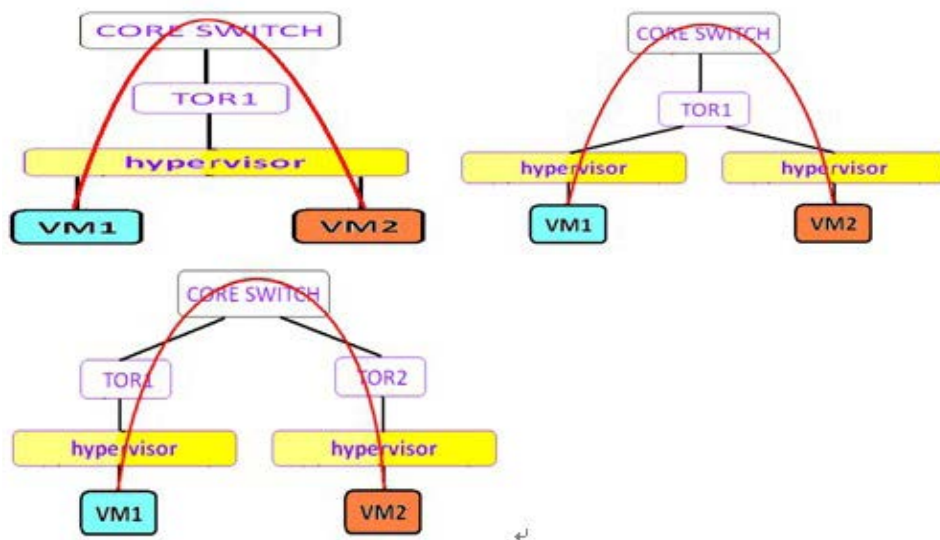 CORE SWITCH
TOR1
hypervisor
VM1 VM2
CORE SWITCH
TOR1
hypervisor hypervisor
VM1 VM2
CORE SWITCH
TOR1 TOR2
hypervisor hypervisor
VM1 VM2